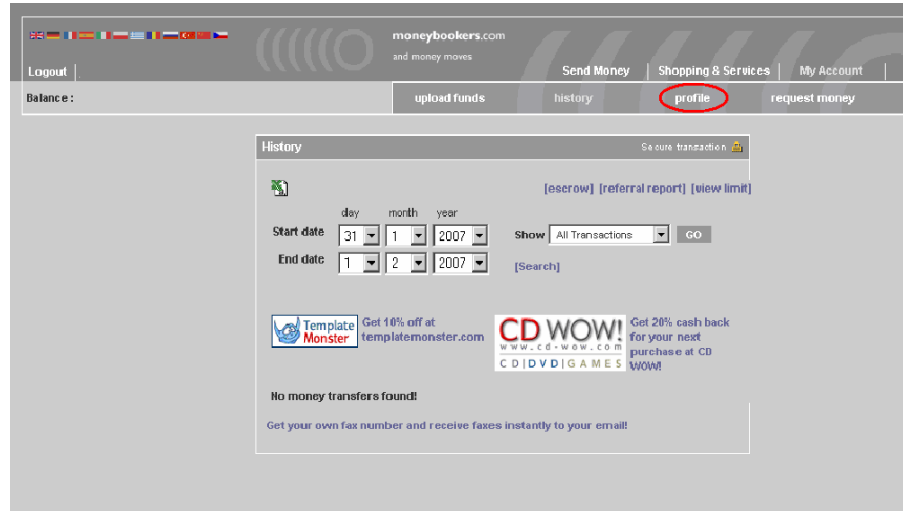 moneybookers.com
and money moves
Logout
Send Money
Shopping & Services
My Account
Balance:
upload funds
history
profile
request money
History
Secure transaction
[escrow] [referral report] [view limit]
day month year
Start date 31 1 2007
Show All Transactions GO
End date 1 2 2007
[Search]
Template Monster
Get 10% off at
templatemonster.com
CD WOW!
www.cd-wow.com
CD|DVD|GAMES
Get 20% cash back
for your next
purchase at CD
WOW!
No money transfers found!
Get your own fax number and receive faxes instantly to your email!